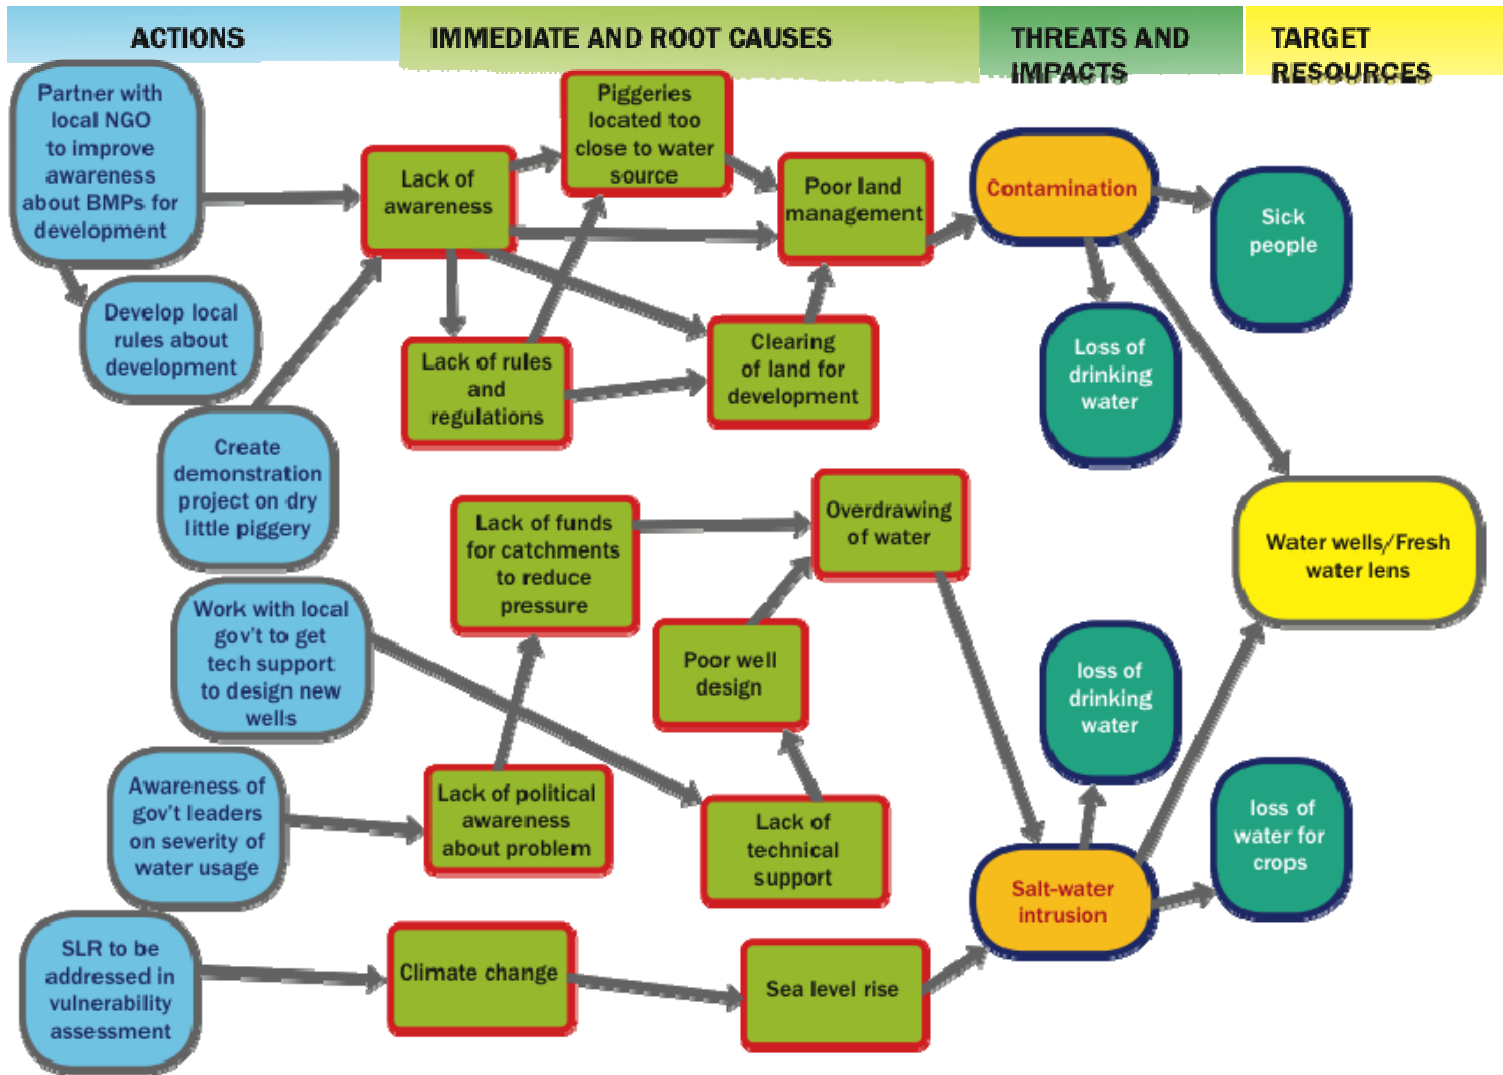 ACTIONS
IMMEDIATE AND ROOT CAUSES
THREATS AND
IMPACTS
TARGET
RESOURCES
Partner with
local NGO
to improve
awareness
about BMPs for
development
Develop local
rules about
development
Create
demonstration
project on dry
little piggery
Work with local
gov't to get
tech support
to design new
wells
Awareness of
gov't leaders
on severity of
water usage
SLR to be
addressed in
vulnerability
assessment
Lack of
awareness
Piggeries
located too
close to water
source
Poor land
management
Lack of rules
and
regulations
Clearing
of land for
development
Lack of funds
for catchments
to reduce
pressure
Overdrawing
of water
Poor well
design
Lack of political
awareness
about problem
Lack of
technical
support
Climate change
Sea level rise
Contamination
Sick
people
Loss of
drinking
water
loss of
drinking
water
Salt-water
intrusion
loss of
water for
crops
Water wells/Fresh
water lens